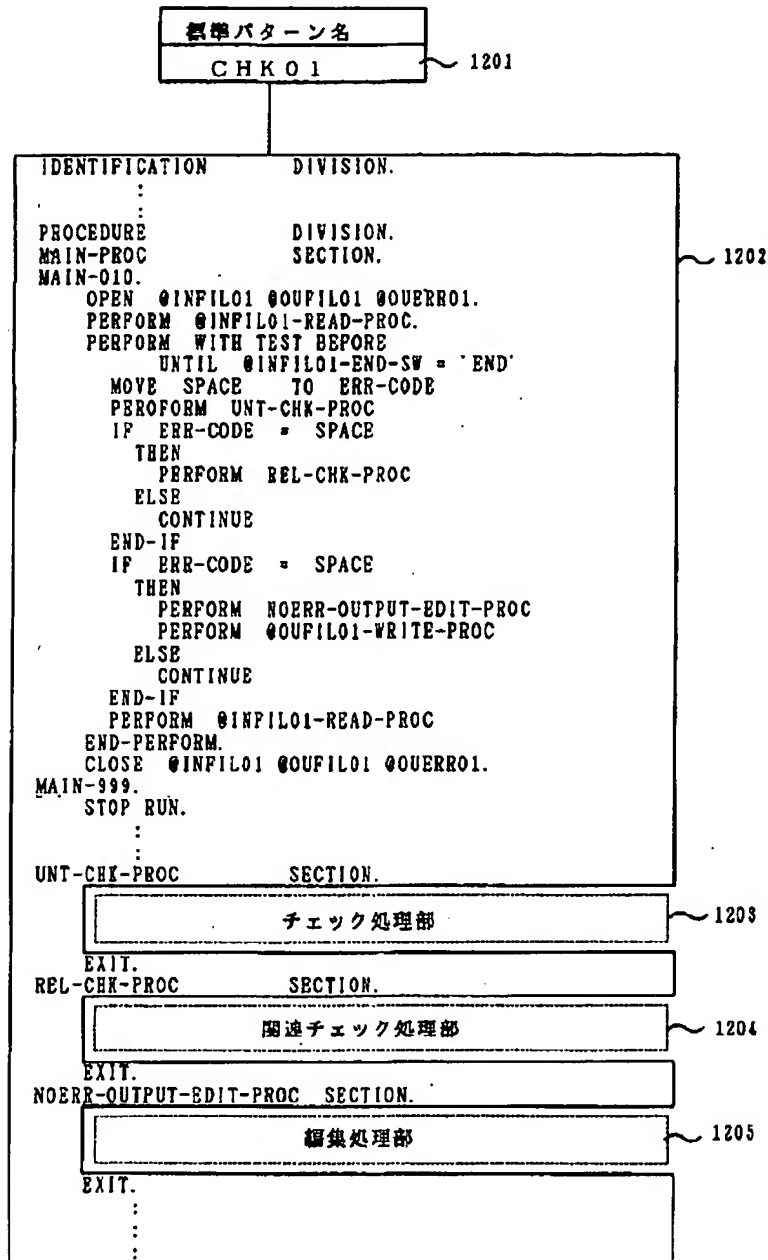 標準パターン名
CHK01
1201
IDENTIFICATION DIVISION.
:
:
PROCEDURE DIVISION.
MAIN-PROC SECTION.
1202
MAIN-010.
OPEN @INFIL01 @OUFIL01 @OUERR01.
PERFORM @INFIL01-READ-PROC.
PERFORM WITH TEST BEFORE
UNTIL @INFIL01-END-SW = 'END'
MOVE SPACE TO ERR-CODE
PEROFORM UNT-CHK-PROC
IF ERR-CODE = SPACE
THEN
PERFORM REL-CHK-PROC
ELSE
CONTINUE
END-IF
IF ERR-CODE = SPACE
THEN
PERFORM NOERR-OUTPUT-EDIT-PROC
PERFORM @OUFIL01-WRITE-PROC
ELSE
CONTINUE
END-IF
PERFORM @INFIL01-READ-PROC
END-PERFORM.
CLOSE @INFIL01 @OUFIL01 @OUERR01.
MAIN-999.
STOP RUN.
:
:
UNT-CHK-PROC SECTION.
チェック処理部
1203
EXIT.
REL-CHK-PROC SECTION.
関連チェック処理部
1204
EXIT.
NOERR-OUTPUT-EDIT-PROC SECTION.
編集処理部
1205
EXIT.
:
:
: